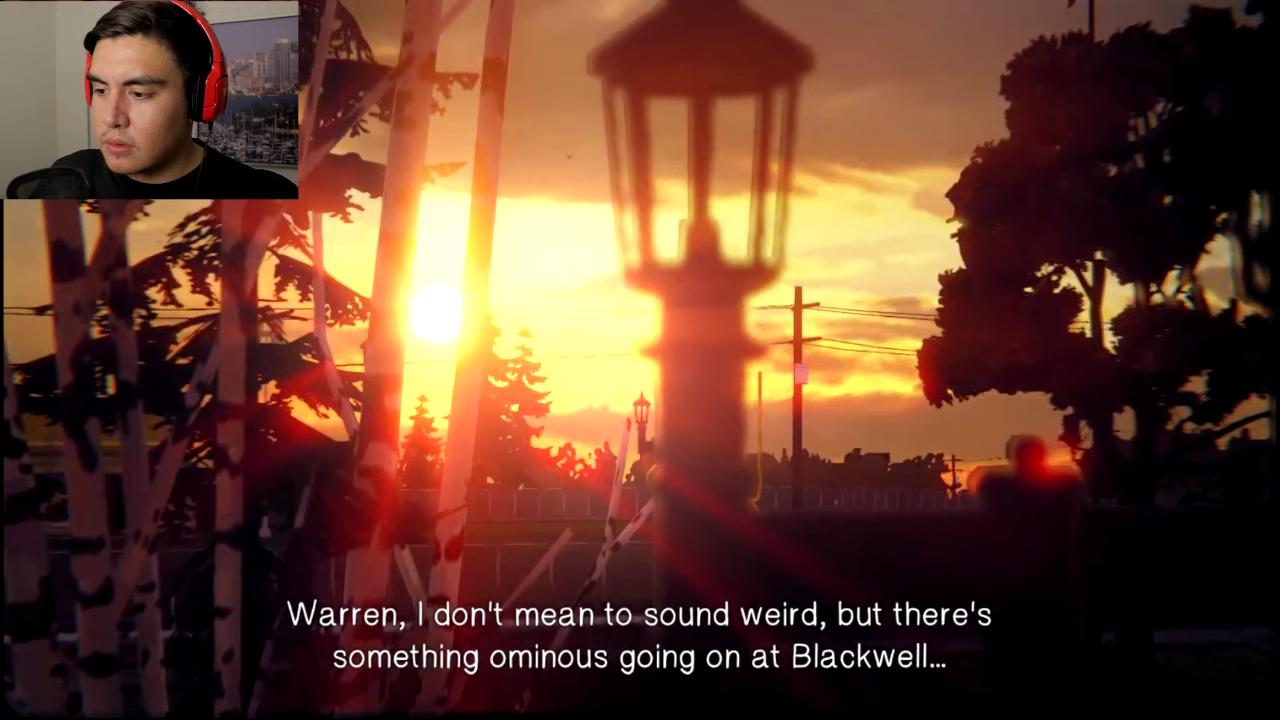 Warren, I don't mean to sound weird, but there's
something ominous going on at Blackwell...